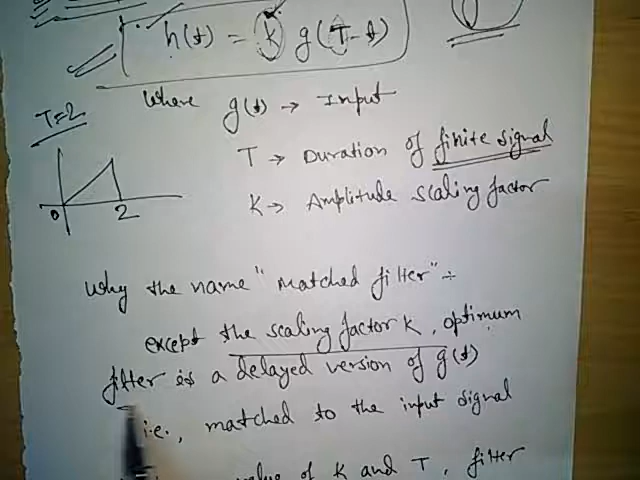 h(t) = k g(T-t)
where g(t) → Input
T=2
T → Duration of finite signal
K → Amplitude scaling factor
0 2
Why the name "matched filter" ÷
except the scaling factor K, optimum
filter is a delayed version of g(t)
i.e., matched to the input signal
value of K and T, filter